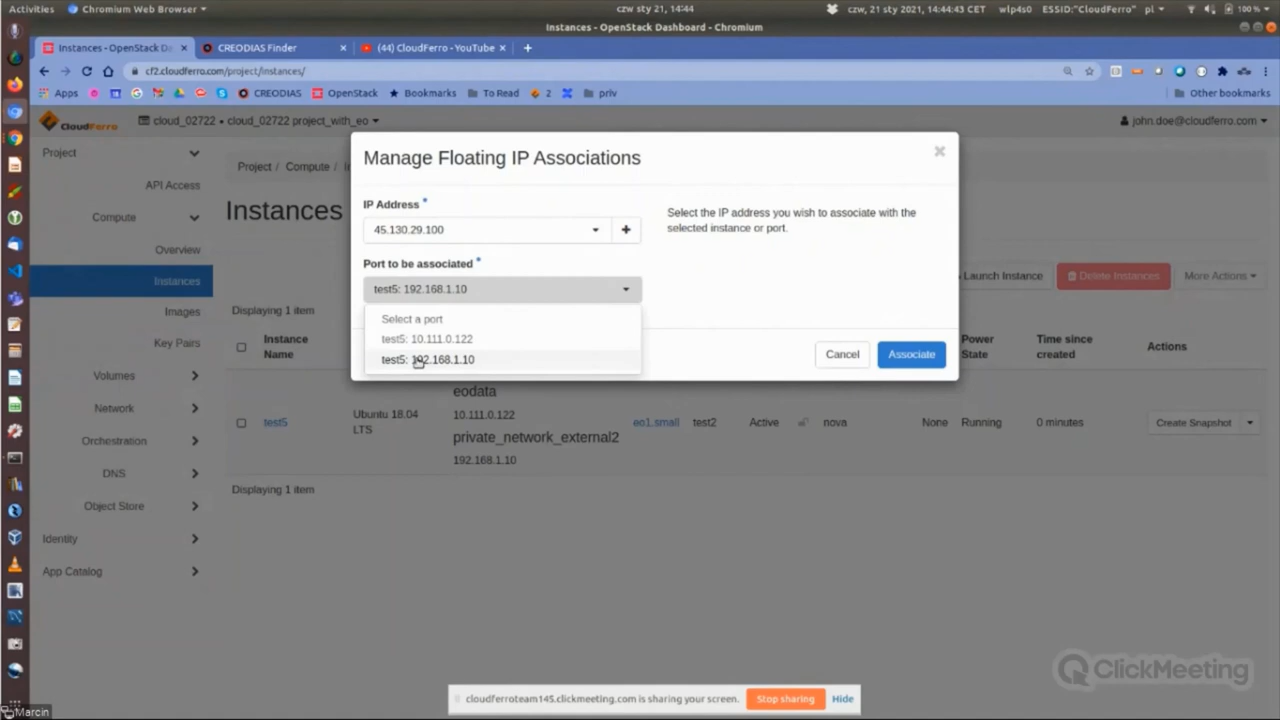 Activities
Chromium Web Browser
czw sty 21, 14:44
czw, 21 sty 2021, 14:44:43 CET
wlp4s0
ESSID:"CloudFerro"
pl
100 %
Instances - OpenStack Dashboard - Chromium
Instances - OpenStack Da
CREODIAS Finder
(44) CloudFerro - YouTube
cf2.cloudferro.com/project/instances/
Apps
CREODIAS
OpenStack
Bookmarks
To Read
2
priv
Other bookmarks
CloudFerro
cloud_02722 • cloud_02722 project_with_eo
john.doe@cloudferro.com
Project
API Access
Compute
Overview
Instances
Images
Key Pairs
Volumes
Network
Orchestration
DNS
Object Store
Identity
App Catalog
Project / Compute /
Instances
Manage Floating IP Associations
IP Address *
45.130.29.100
Select the IP address you wish to associate with the
selected instance or port.
Port to be associated *
test5: 192.168.1.10
Select a port
test5: 10.111.0.122
test5: 192.168.1.10
Cancel
Associate
Launch Instance
Delete Instances
More Actions
Displaying 1 item
Instance
Name
Power
State
Time since
created
Actions
test5
Ubuntu 18.04
LTS
eodata
10.111.0.122
private_network_external2
192.168.1.10
eo1.small
test2
Active
nova
None
Running
0 minutes
Create Snapshot
Displaying 1 item
ClickMeeting
cloudferroteam145.clickmeeting.com is sharing your screen.
Stop sharing
Hide
Marcin